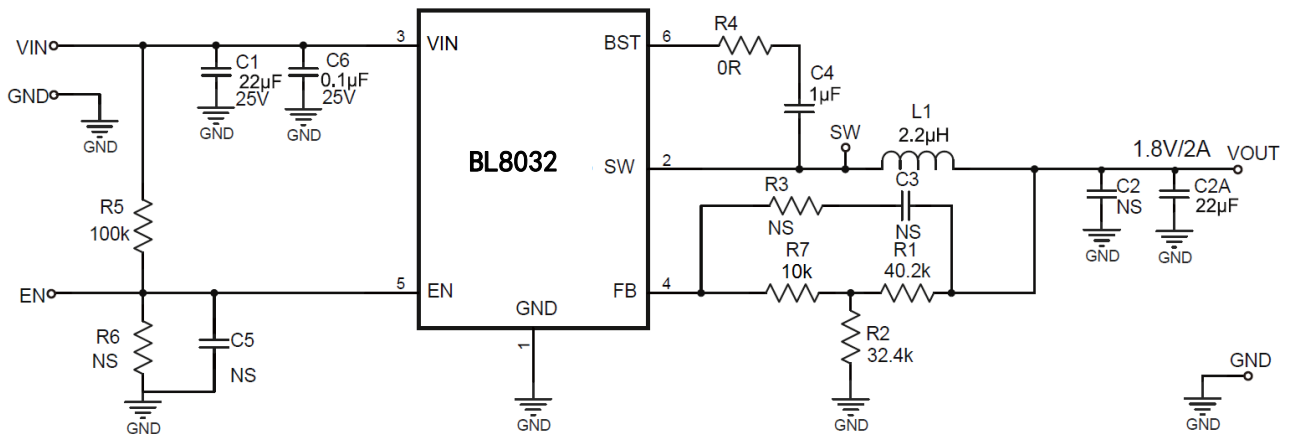 VIN
GND
GND
C1
22µF
25V
GND
C6
0.1µF
25V
GND
R5
100k
EN
R6
NS
C5
NS
GND
3
VIN
5
EN
BL8032
BST
6
SW
2
FB
4
GND
1
GND
R4
0R
C4
1µF
SW
L1
2.2µH
R3
NS
C3
NS
R7
10k
R1
40.2k
R2
32.4k
GND
1.8V/2A
VOUT
C2
NS
GND
C2A
22µF
GND
GND
GND